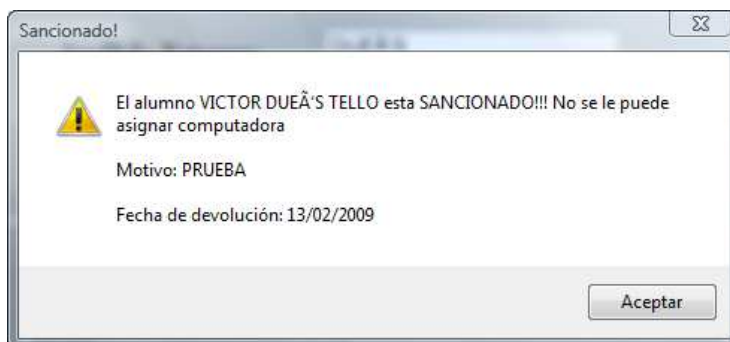 Sancionado!
El alumno VICTOR DUEÃ'S TELLO esta SANCIONADO!!! No se le puede
asignar computadora
Motivo: PRUEBA
Fecha de devolución: 13/02/2009
Aceptar